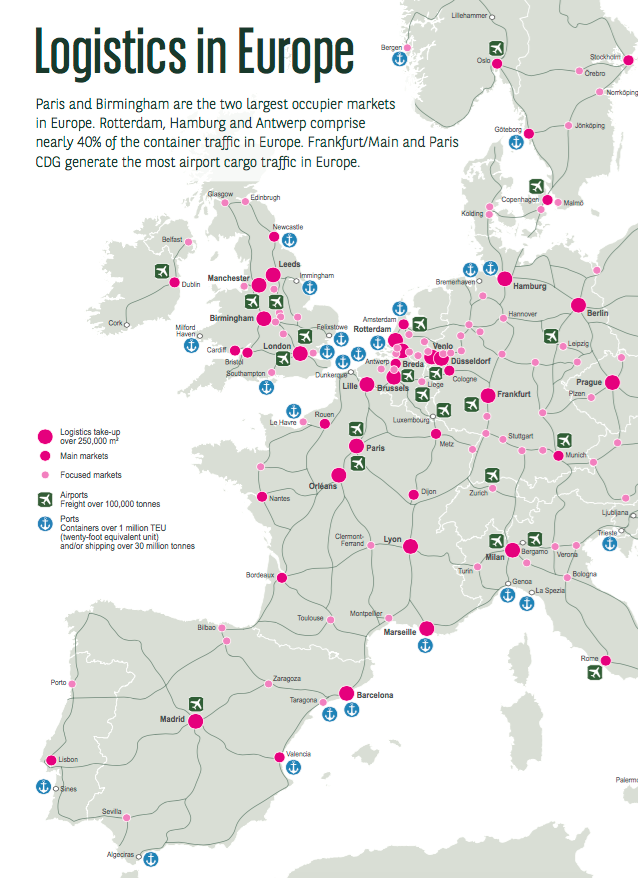 Logistics in Europe
Paris and Birmingham are the two largest occupier markets
in Europe. Rotterdam, Hamburg and Antwerp comprise
nearly 40% of the container traffic in Europe. Frankfurt/Main and Paris
CDG generate the most airport cargo traffic in Europe.
Lillehammer
Bergen
Oslo
Stockholm
Örebro
Norrköping
Göteborg
Jönköping
Copenhagen
Malmö
Kolding
Glasgow
Edinbrugh
Newcastle
Belfast
Leeds
Manchester
Immingham
Dublin
Bremerhaven
Hamburg
Birmingham
Amsterdam
Hannover
Berlin
Cork
Milford
Haven
Felixstowe
Rotterdam
Cardiff
Bristol
London
Venlo
Leipzig
Antwerp
Breda
Düsseldorf
Southampton
Dunkerque
Cologne
Lille
Brussels
Liege
Prague
Frankfurt
Plzen
Le Havre
Rouen
Luxembourg
Metz
Stuttgart
Munich
Paris
Orléans
Zurich
Nantes
Dijon
Ljubljana
Trieste
Clermont-
Ferrand
Lyon
Milan
Bergamo
Verona
Turin
Bordeaux
Genoa
La Spezia
Bologna
Toulouse
Montpellier
Marseille
Bilbao
Rome
Porto
Zaragoza
Taragona
Barcelona
Madrid
Lisbon
Valencia
Sines
Palermo
Sevilla
Algeciras
Logistics take-up
over 250,000 m²
Main markets
Focused markets
Airports
Freight over 100,000 tonnes
Ports
Containers over 1 million TEU
(twenty-foot equivalent unit)
and/or shipping over 30 million tonnes